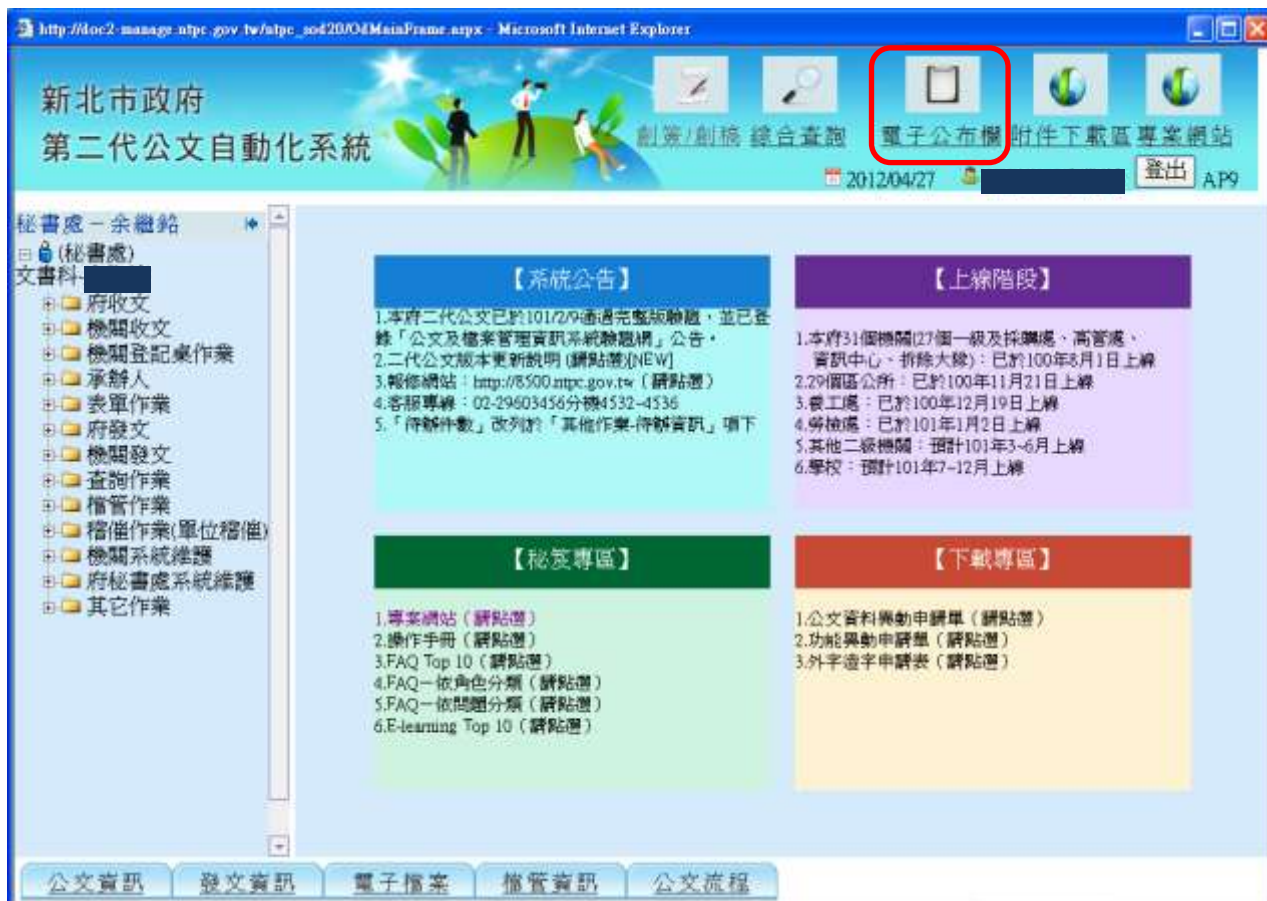 http://doc2-manage.ntpc.gov.tw/ntpc_sod20/OdMainFrame.aspx - Microsoft Internet Explorer
新北市政府
第二代公文自動化系統
創簽/創稿 綜合查詢 電子公布欄 附件下載區 專案網站
2012/04/27 登出 AP9
秘書處-余繼銘
(秘書處)
文書科-
府收文
機關收文
機關登記桌作業
承辦人
表單作業
府發文
機關發文
查詢作業
檔管作業
稽催作業(單位稽催)
機關系統維護
府秘書處系統維護
其它作業
【系統公告】
1.本府二代公文已於101/2/9通過完整版驗證,並已登
錄「公文及檔案管理資訊系統驗證網」公告。
2.二代公文版本更新說明 (請點選)[NEW]
3.報修網站:http://8500.ntpc.gov.tw(請點選)
4.客服專線:02-29603456分機4532~4536
5.「待辦件數」改列於「其他作業-待辦資訊」項下
【上線階段】
1.本府31個機關(27個一級及採購處、高管處、
資訊中心、拆除大隊):已於100年8月1日上線
2.29個區公所:已於100年11月21日上線
3.養工處:已於100年12月19日上線
4.勞檢處:已於101年1月2日上線
5.其他二級機關:預計101年3~6月上線
6.學校:預計101年7~12月上線
【秘笈專區】
1.專案網站(請點選)
2.操作手冊(請點選)
3.FAQ Top 10(請點選)
4.FAQ－依角色分類(請點選)
5.FAQ－依問題分類(請點選)
6.E-learning Top 10(請點選)
【下載專區】
1.公文資料異動申請單(請點選)
2.功能異動申請單(請點選)
3.外字造字申請表(請點選)
公文資訊 發文資訊 電子檔案 檔管資訊 公文流程